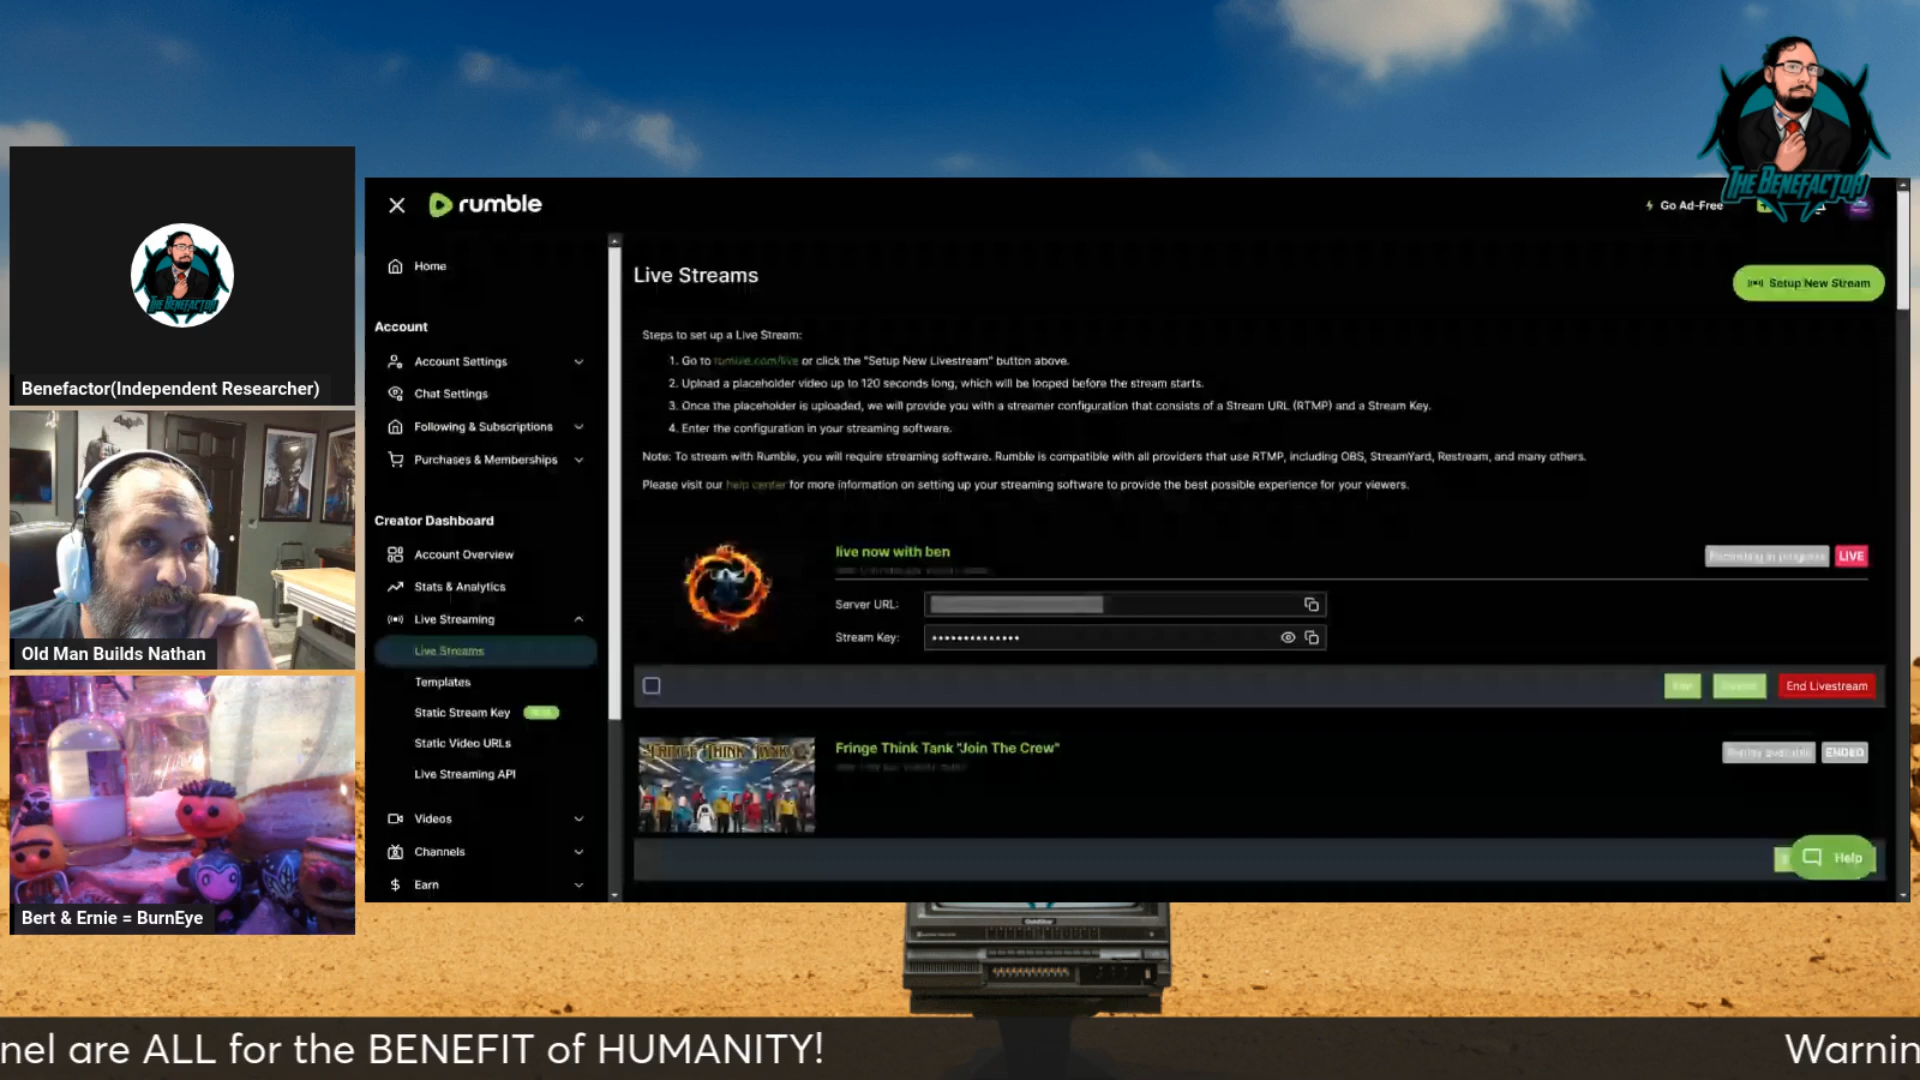 THE BENEFACTOR
THE BENEFACTOR
Benefactor(Independent Researcher)
Old Man Builds Nathan
Bert & Ernie = BurnEye
rumble
Go Ad-Free
Home
Account
Account Settings
Chat Settings
Following & Subscriptions
Purchases & Memberships
Creator Dashboard
Account Overview
Stats & Analytics
Live Streaming
Live Streams
Templates
Static Stream Key
Static Video URLs
Live Streaming API
Videos
Channels
Earn
Live Streams
Setup New Stream
Steps to set up a Live Stream:
1. Go to rumble.com/live or click the "Setup New Livestream" button above.
2. Upload a placeholder video up to 120 seconds long, which will be looped before the stream starts.
3. Once the placeholder is uploaded, we will provide you with a streamer configuration that consists of a Stream URL (RTMP) and a Stream Key.
4. Enter the configuration in your streaming software.
Note: To stream with Rumble, you will require streaming software. Rumble is compatible with all providers that use RTMP, including OBS, StreamYard, Restream, and many others.
Please visit our help center for more information on setting up your streaming software to provide the best possible experience for your viewers.
live now with ben
LIVE
Server URL:
Stream Key: ••••••••••••••
End Livestream
FRINGE THINK TANK
Fringe Think Tank "Join The Crew"
ENDED
Help
nel are ALL for the BENEFIT of HUMANITY!
Warnin